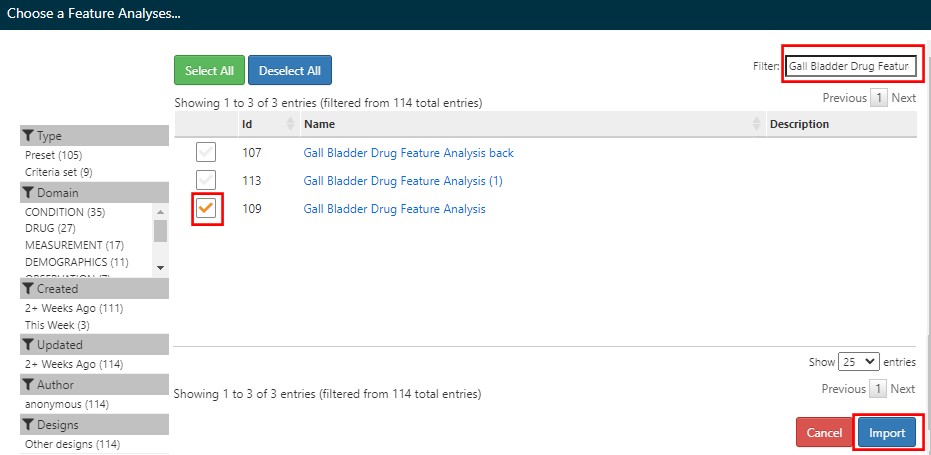 Choose a Feature Analyses...
Select All Deselect All
Filter: Gall Bladder Drug Featur
Showing 1 to 3 of 3 entries (filtered from 114 total entries)
Previous 1 Next
Id Name Description
107 Gall Bladder Drug Feature Analysis back
113 Gall Bladder Drug Feature Analysis (1)
109 Gall Bladder Drug Feature Analysis
Type
Preset (105)
Criteria set (9)
Domain
CONDITION (35)
DRUG (27)
MEASUREMENT (17)
DEMOGRAPHICS (11)
Created
2+ Weeks Ago (111)
This Week (3)
Updated
2+ Weeks Ago (114)
Author
anonymous (114)
Designs
Other designs (114)
Show 25 entries
Showing 1 to 3 of 3 entries (filtered from 114 total entries)
Previous 1 Next
Cancel Import